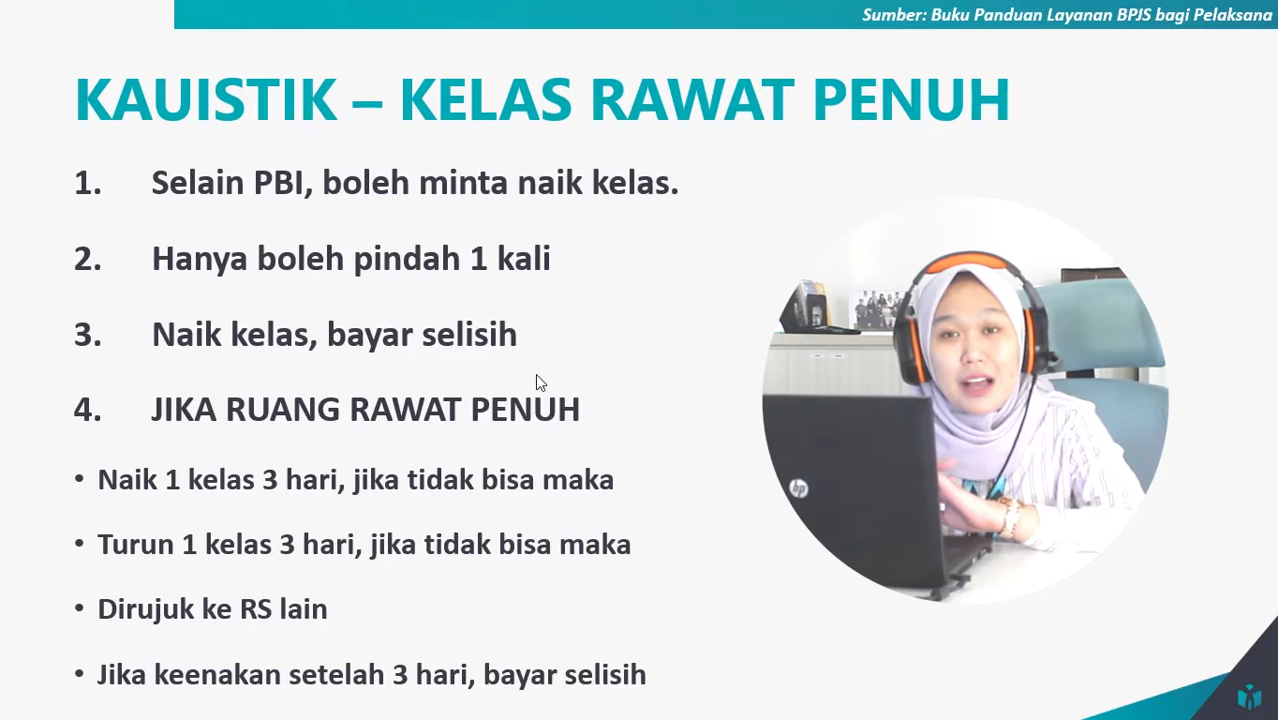 Sumber: Buku Panduan Layanan BPJS bagi Pelaksana
KAUISTIK – KELAS RAWAT PENUH
1. Selain PBI, boleh minta naik kelas.
2. Hanya boleh pindah 1 kali
3. Naik kelas, bayar selisih
4. JIKA RUANG RAWAT PENUH
• Naik 1 kelas 3 hari, jika tidak bisa maka
• Turun 1 kelas 3 hari, jika tidak bisa maka
• Dirujuk ke RS lain
• Jika keenakan setelah 3 hari, bayar selisih
hp